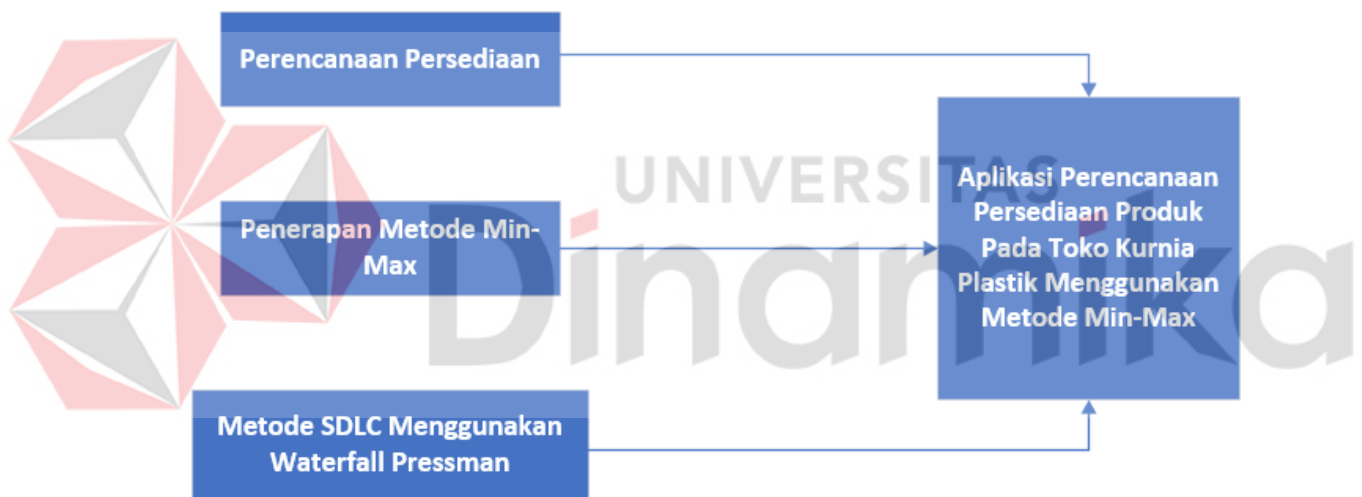 Perencanaan Persediaan
Penerapan Metode Min-
Max
Metode SDLC Menggunakan
Waterfall Pressman
UNIVERSITAS
Dinamika
Aplikasi Perencanaan
Persediaan Produk
Pada Toko Kurnia
Plastik Menggunakan
Metode Min-Max